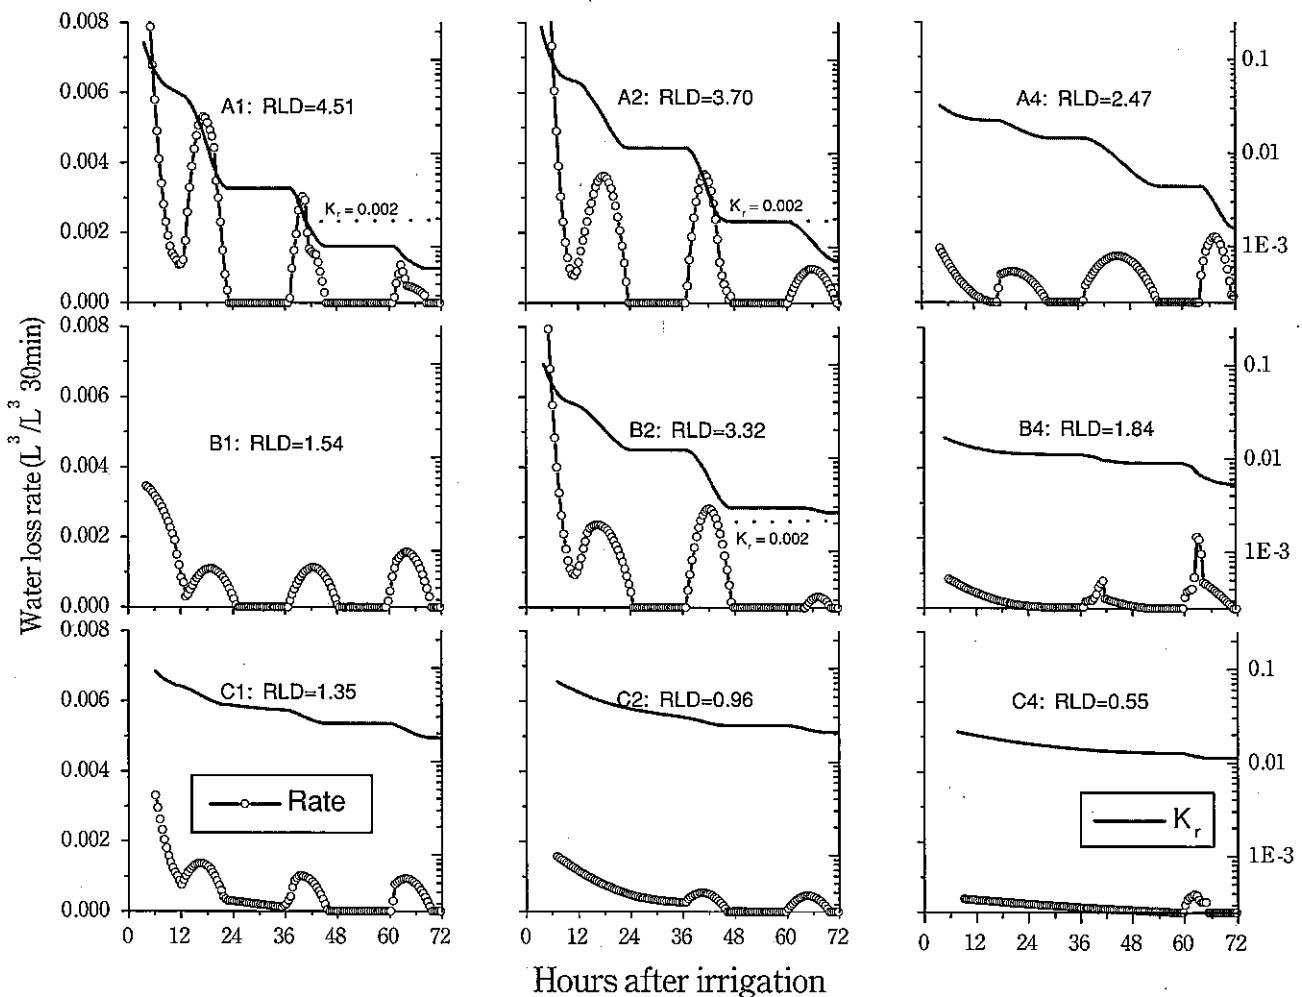 0.008
0.006
0.004
0.002
0.000
A1: RLD=4.51
K_r = 0.002
A2: RLD=3.70
K_r = 0.002
A4: RLD=2.47
0.1
0.01
1E-3
0.008
0.006
0.004
0.002
0.000
B1: RLD=1.54
B2: RLD=3.32
K_r = 0.002
B4: RLD=1.84
0.1
0.01
1E-3
0.008
0.006
0.004
0.002
0.000
C1: RLD=1.35
Rate
C2: RLD=0.96
C4: RLD=0.55
K_r
0.1
0.01
1E-3
0 12 24 36 48 60 72
0 12 24 36 48 60 72
0 12 24 36 48 60 72
Water loss rate (L³/L³ 30min)
Hours after irrigation